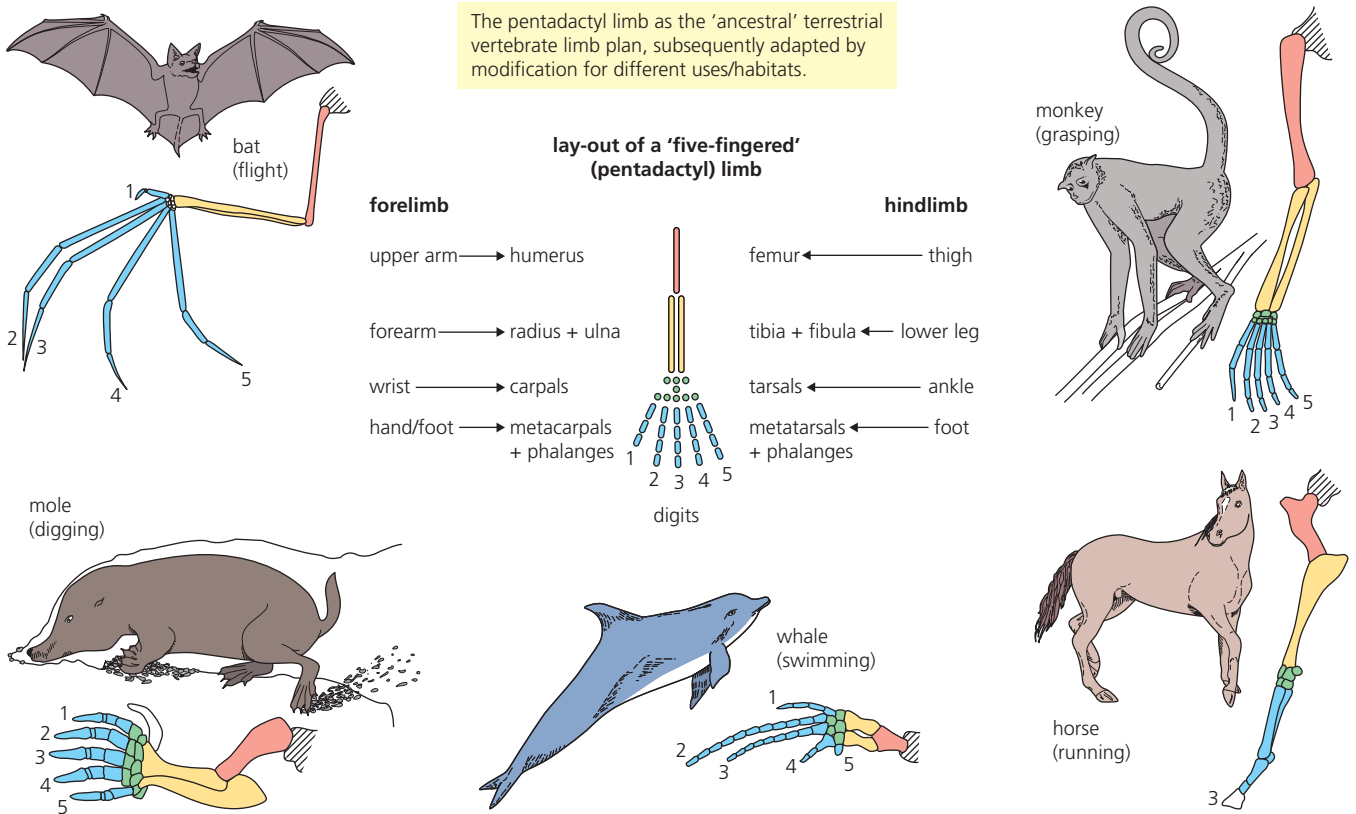 The pentadactyl limb as the ‘ancestral’ terrestrial
vertebrate limb plan, subsequently adapted by
modification for different uses/habitats.
bat
(flight)
1
2
3
4
5
monkey
(grasping)
1
2
3
4
5
lay-out of a ‘five-fingered’
(pentadactyl) limb
forelimb
hindlimb
upper arm
humerus
femur
thigh
forearm
radius + ulna
tibia + fibula
lower leg
wrist
carpals
tarsals
ankle
hand/foot
metacarpals
+ phalanges
metatarsals
+ phalanges
foot
1
2
3
4
5
digits
mole
(digging)
1
2
3
4
5
whale
(swimming)
1
2
3
4
5
horse
(running)
3